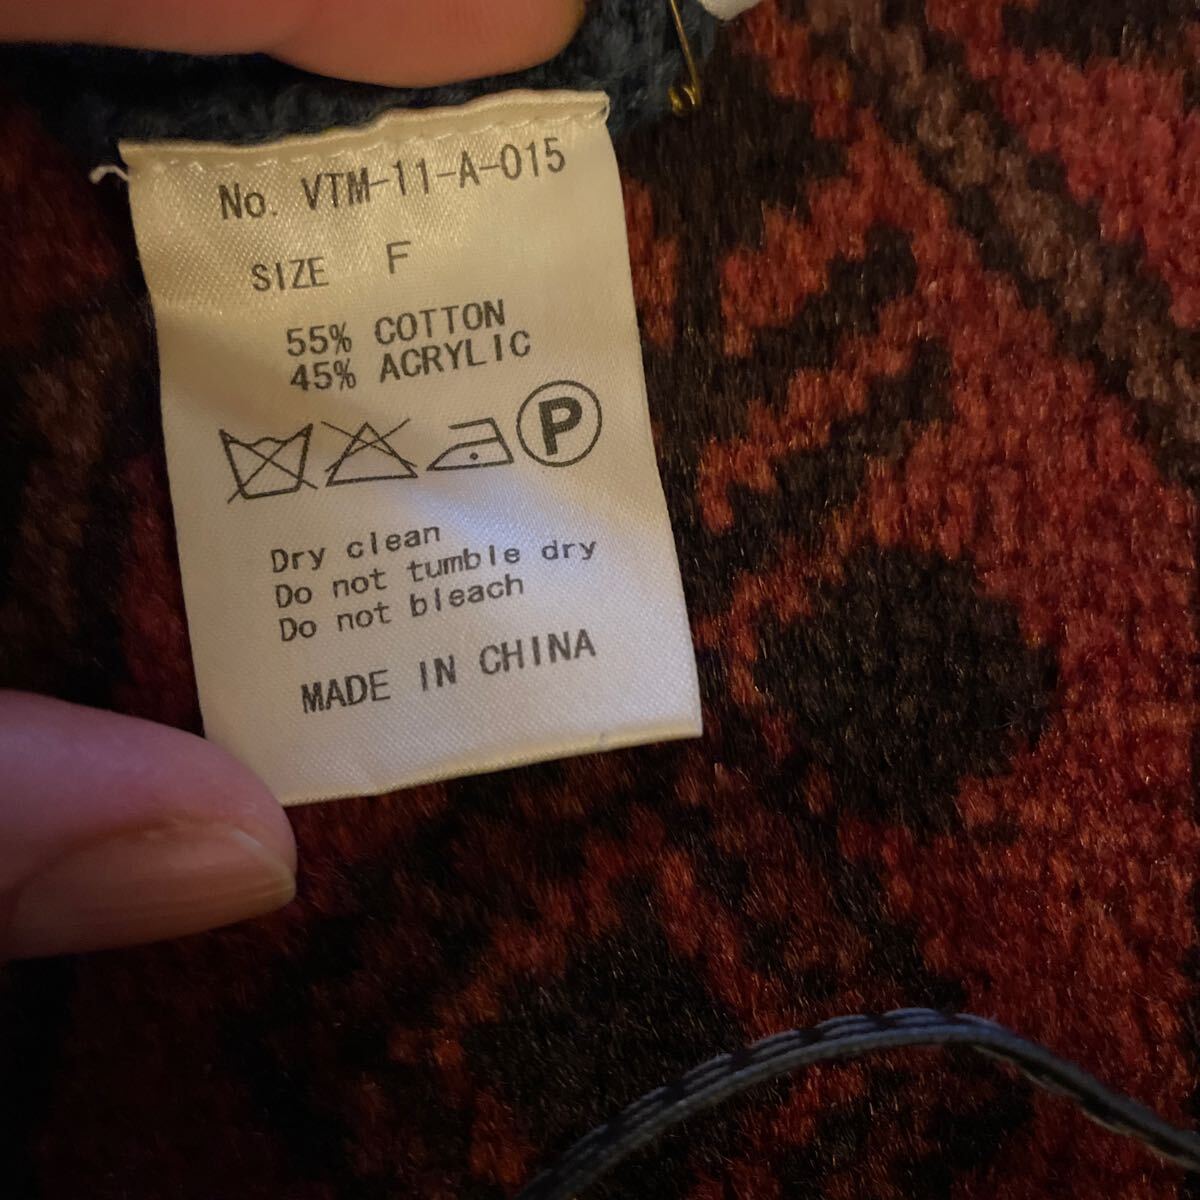 No. VTM-11-A-015
SIZE F
55% COTTON
45% ACRYLIC
P
Dry clean
Do not tumble dry
Do not bleach
MADE IN CHINA